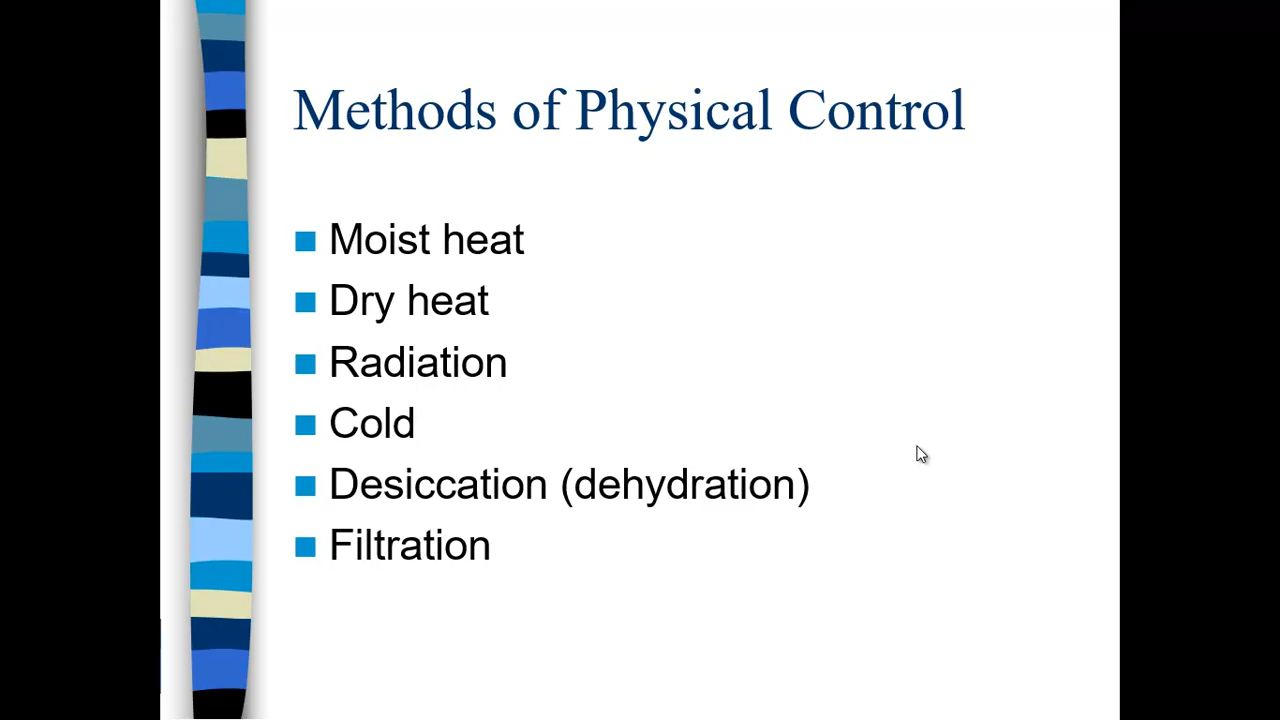 Methods of Physical Control
Moist heat
Dry heat
Radiation
Cold
Desiccation (dehydration)
Filtration